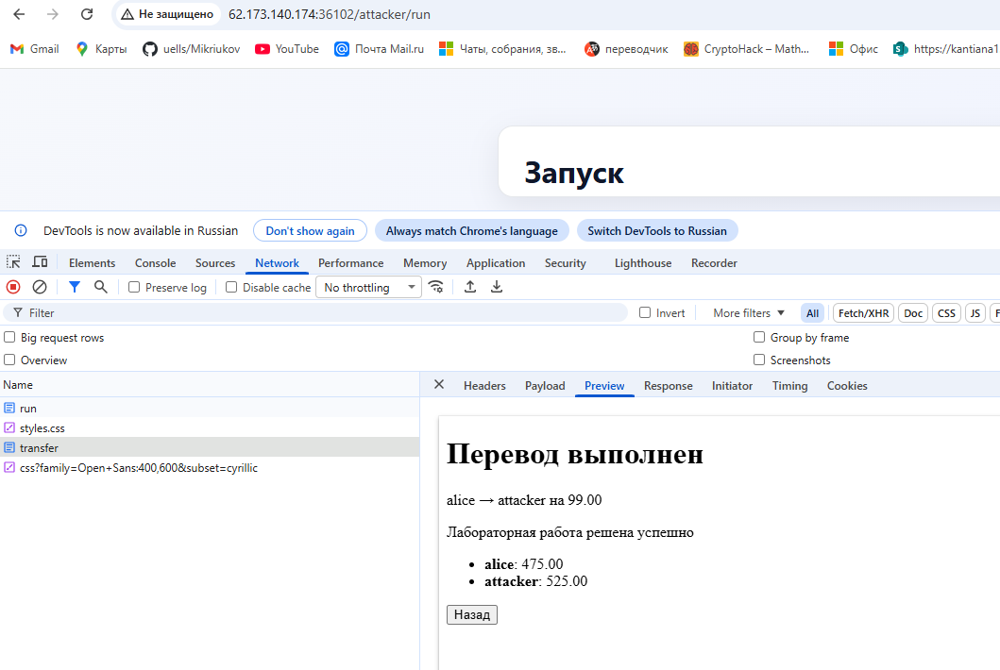 Не защищено 62.173.140.174:36102/attacker/run
Gmail Карты uells/Mikriukov YouTube Почта Mail.ru Чаты, собрания, зв... переводчик CryptoHack – Math... Офис https://kantiana1
Запуск
DevTools is now available in Russian Don't show again Always match Chrome's language Switch DevTools to Russian
Elements Console Sources Network Performance Memory Application Security Lighthouse Recorder
Preserve log Disable cache No throttling
Filter Invert More filters All Fetch/XHR Doc CSS JS F
Big request rows Group by frame
Overview Screenshots
Name Headers Payload Preview Response Initiator Timing Cookies
run
styles.css
transfer
css?family=Open+Sans:400,600&subset=cyrillic
Перевод выполнен
alice → attacker на 99.00
Лабораторная работа решена успешно
alice: 475.00
attacker: 525.00
Назад